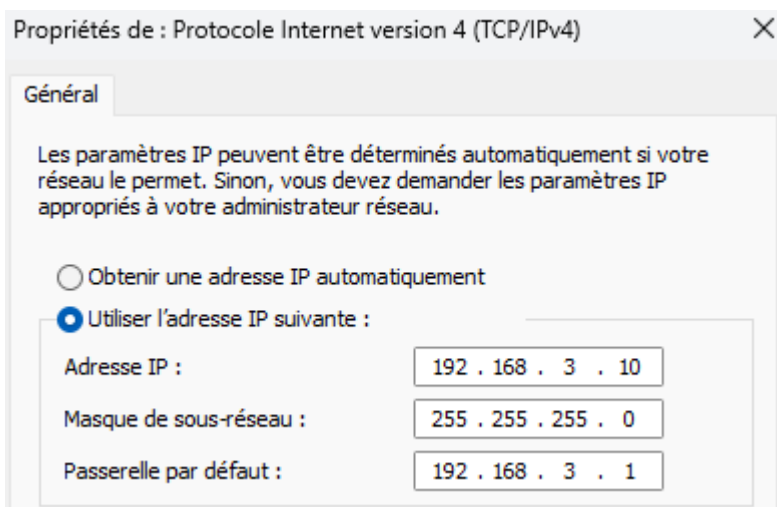 Propriétés de : Protocole Internet version 4 (TCP/IPv4)
Général
Les paramètres IP peuvent être déterminés automatiquement si votre
réseau le permet. Sinon, vous devez demander les paramètres IP
appropriés à votre administrateur réseau.
Obtenir une adresse IP automatiquement
Utiliser l’adresse IP suivante :
Adresse IP : 192 . 168 . 3 . 10
Masque de sous-réseau : 255 . 255 . 255 . 0
Passerelle par défaut : 192 . 168 . 3 . 1